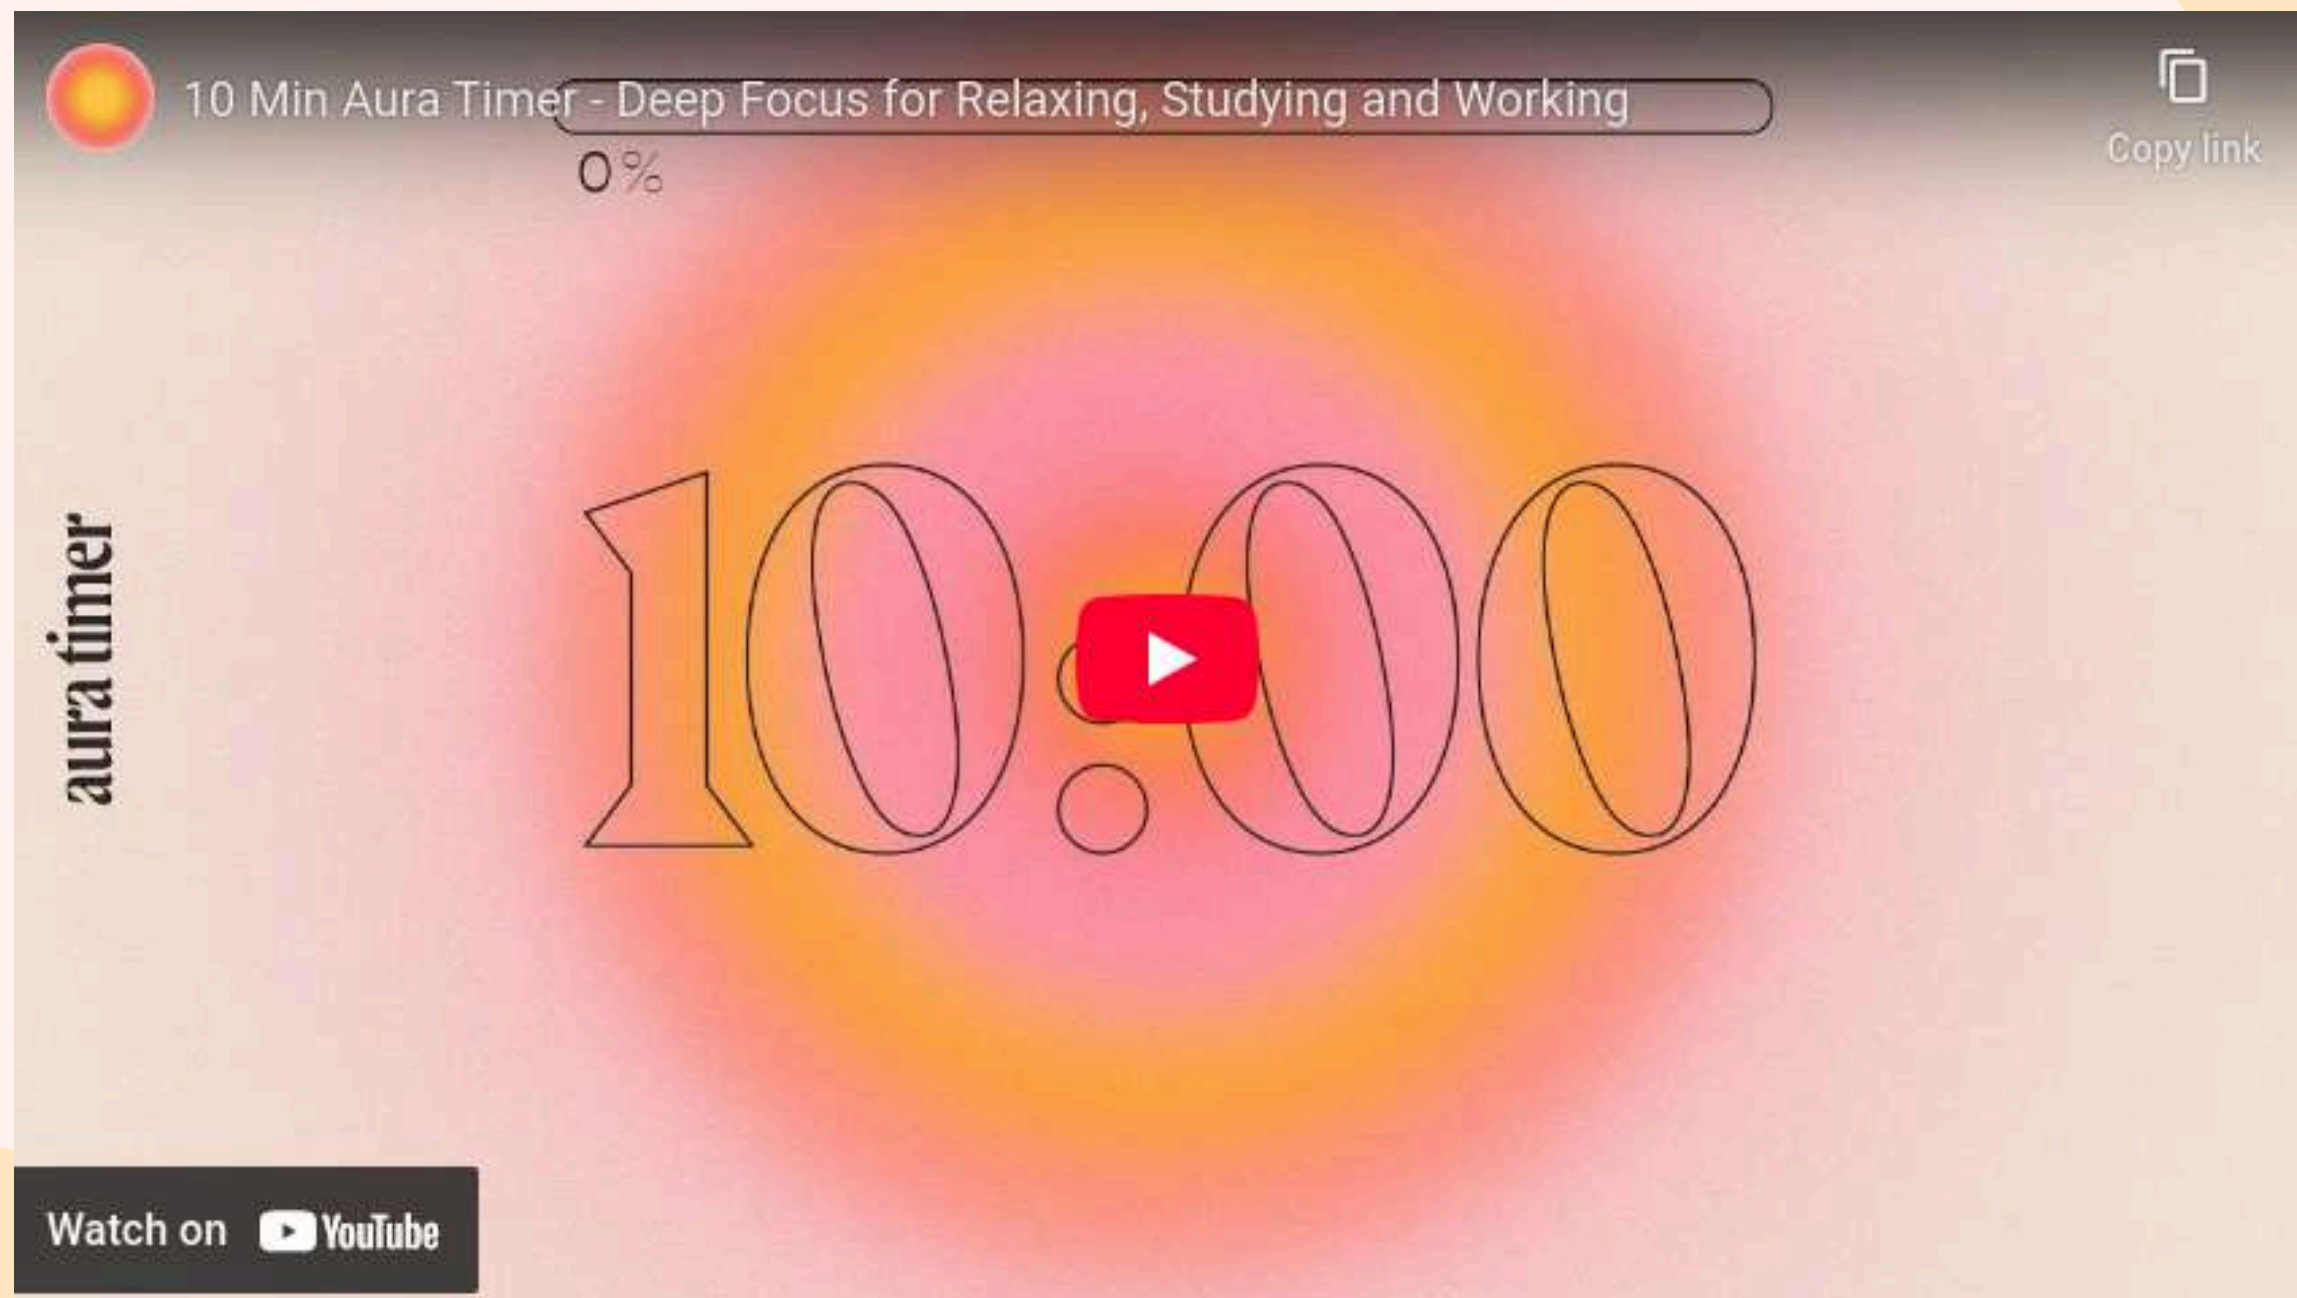 10 Min Aura Timer - Deep Focus for Relaxing, Studying and Working
Copy link
0%
aura timer
10:00
Watch on YouTube